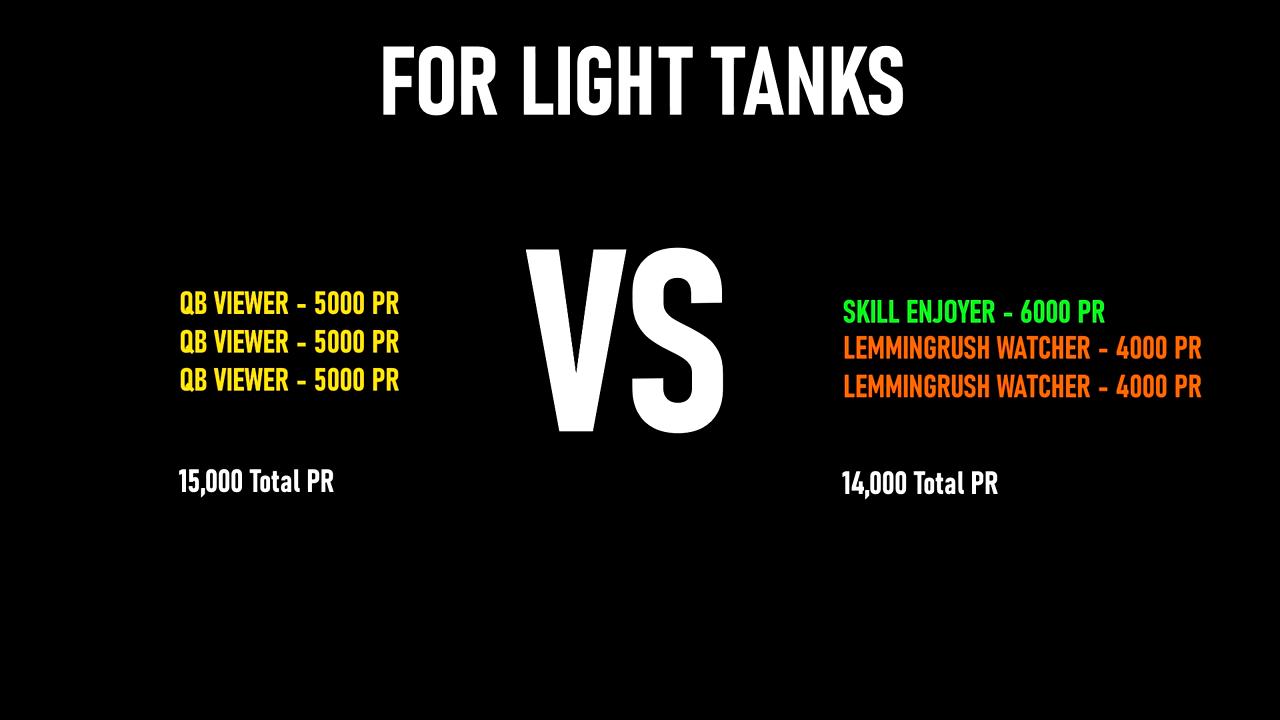 FOR LIGHT TANKS
QB VIEWER - 5000 PR
QB VIEWER - 5000 PR
QB VIEWER - 5000 PR
15,000 Total PR
VS
SKILL ENJOYER - 6000 PR
LEMMINGRUSH WATCHER - 4000 PR
LEMMINGRUSH WATCHER - 4000 PR
14,000 Total PR